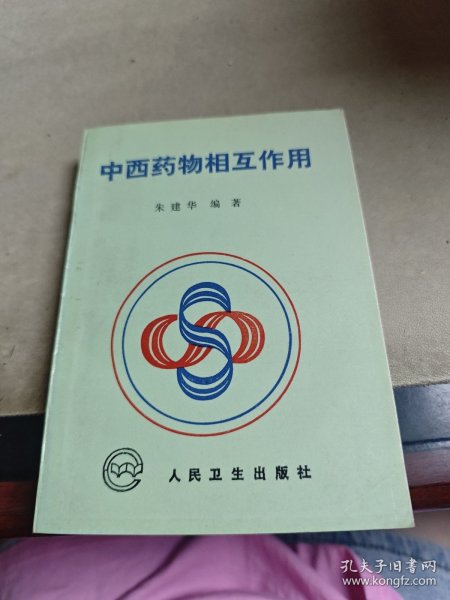 中西药物相互作用
朱建华 编著
人民卫生出版社
孔夫子旧书网
www.kongfz.com